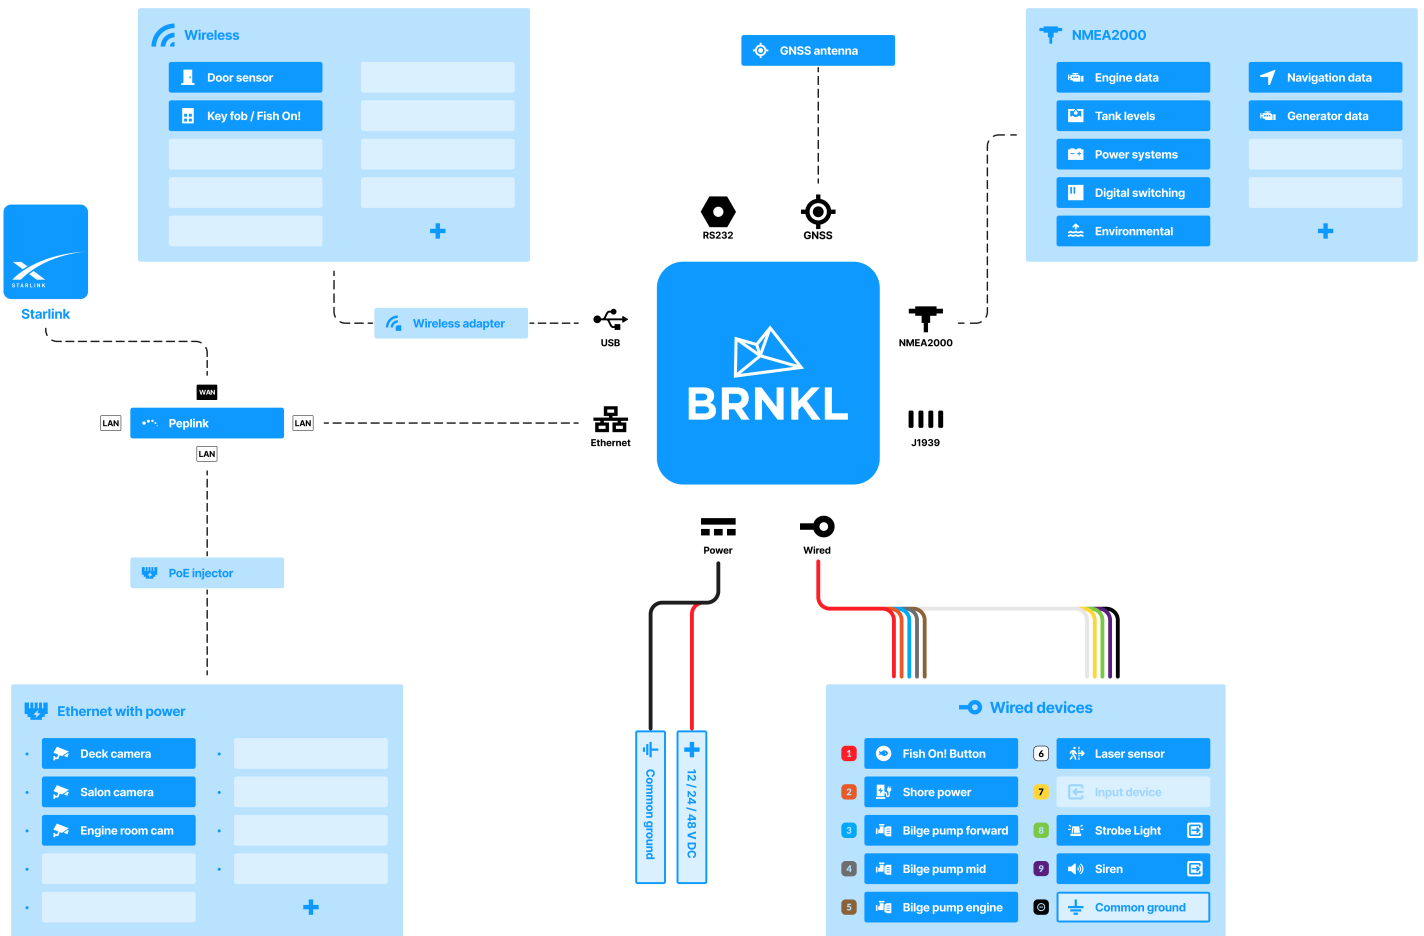 Wireless
Door sensor
Key fob / Fish On!
GNSS antenna
NMEA2000
Engine data
Navigation data
Tank levels
Generator data
Power systems
Digital switching
Environmental
STARLINK
Starlink
RS232
GNSS
Wireless adapter
USB
NMEA2000
BRNKL
WAN
LAN
Peplink
LAN
LAN
Ethernet
J1939
Power
Wired
PoE injector
Ethernet with power
Deck camera
Salon camera
Engine room cam
Common ground
12 / 24 / 48 V DC
Wired devices
1 Fish On! Button
2 Shore power
3 Bilge pump forward
4 Bilge pump mid
5 Bilge pump engine
6 Laser sensor
7 Input device
8 Strobe Light
9 Siren
Common ground